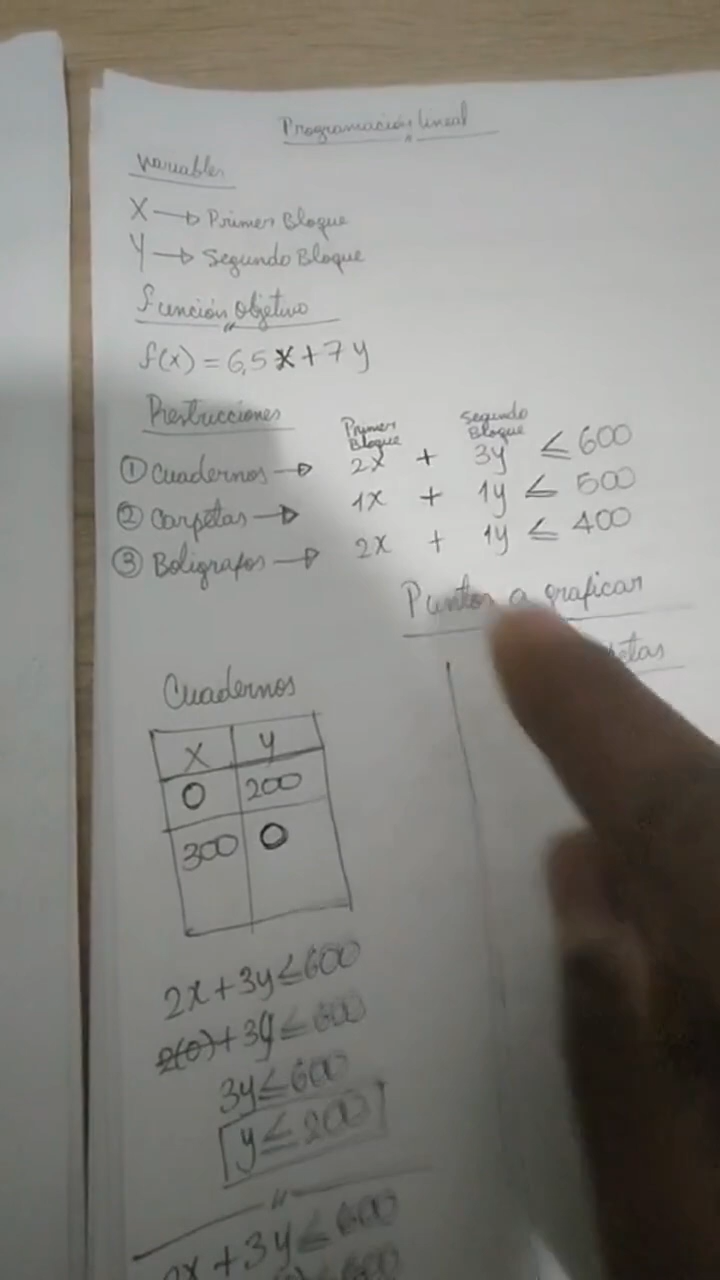 Programación lineal
Variables
X → Primer Bloque
Y → Segundo Bloque
Función Objetivo
f(x) = 6,5x + 7y
Restricciones
Primer Bloque Segundo Bloque
① Cuadernos → 2x + 3y ≤ 600
② Carpetas → 1x + 1y ≤ 500
③ Bolígrafos → 2x + 1y ≤ 400
Puntos a graficar
Cuadernos
X Y
0 200
300 0
2x + 3y ≤ 600
2(0) + 3y ≤ 600
3y ≤ 600
y ≤ 200
2x + 3y ≤ 600
≤ 600